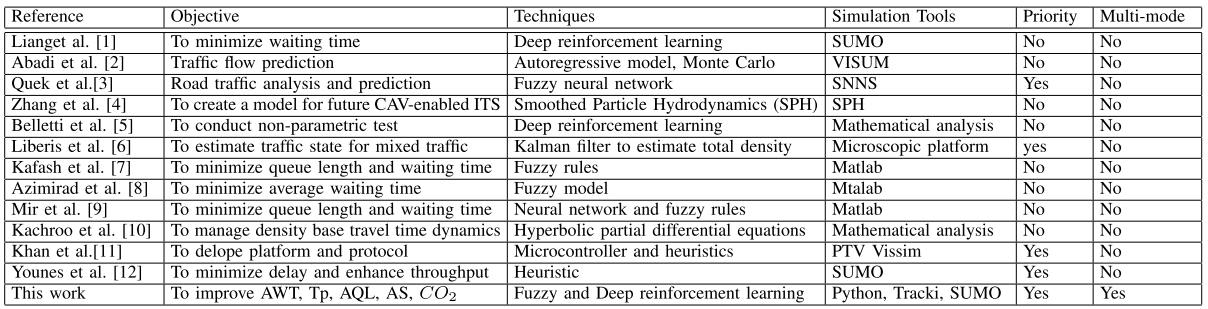 Reference Objective Techniques Simulation Tools Priority Multi-mode
Lianget al. [1] To minimize waiting time Deep reinforcement learning SUMO No No
Abadi et al. [2] Traffic flow prediction Autoregressive model, Monte Carlo VISUM No No
Quek et al.[3] Road traffic analysis and prediction Fuzzy neural network SNNS Yes No
Zhang et al. [4] To create a model for future CAV-enabled ITS Smoothed Particle Hydrodynamics (SPH) SPH No No
Belletti et al. [5] To conduct non-parametric test Deep reinforcement learning Mathematical analysis No No
Liberis et al. [6] To estimate traffic state for mixed traffic Kalman filter to estimate total density Microscopic platform yes No
Kafash et al. [7] To minimize queue length and waiting time Fuzzy rules Matlab No No
Azimirad et al. [8] To minimize average waiting time Fuzzy model Mtalab No No
Mir et al. [9] To minimize queue length and waiting time Neural network and fuzzy rules Matlab No No
Kachroo et al. [10] To manage density base travel time dynamics Hyperbolic partial differential equations Mathematical analysis No No
Khan et al.[11] To delope platform and protocol Microcontroller and heuristics PTV Vissim Yes No
Younes et al. [12] To minimize delay and enhance throughput Heuristic SUMO Yes No
This work To improve AWT, Tp, AQL, AS, CO₂ Fuzzy and Deep reinforcement learning Python, Tracki, SUMO Yes Yes